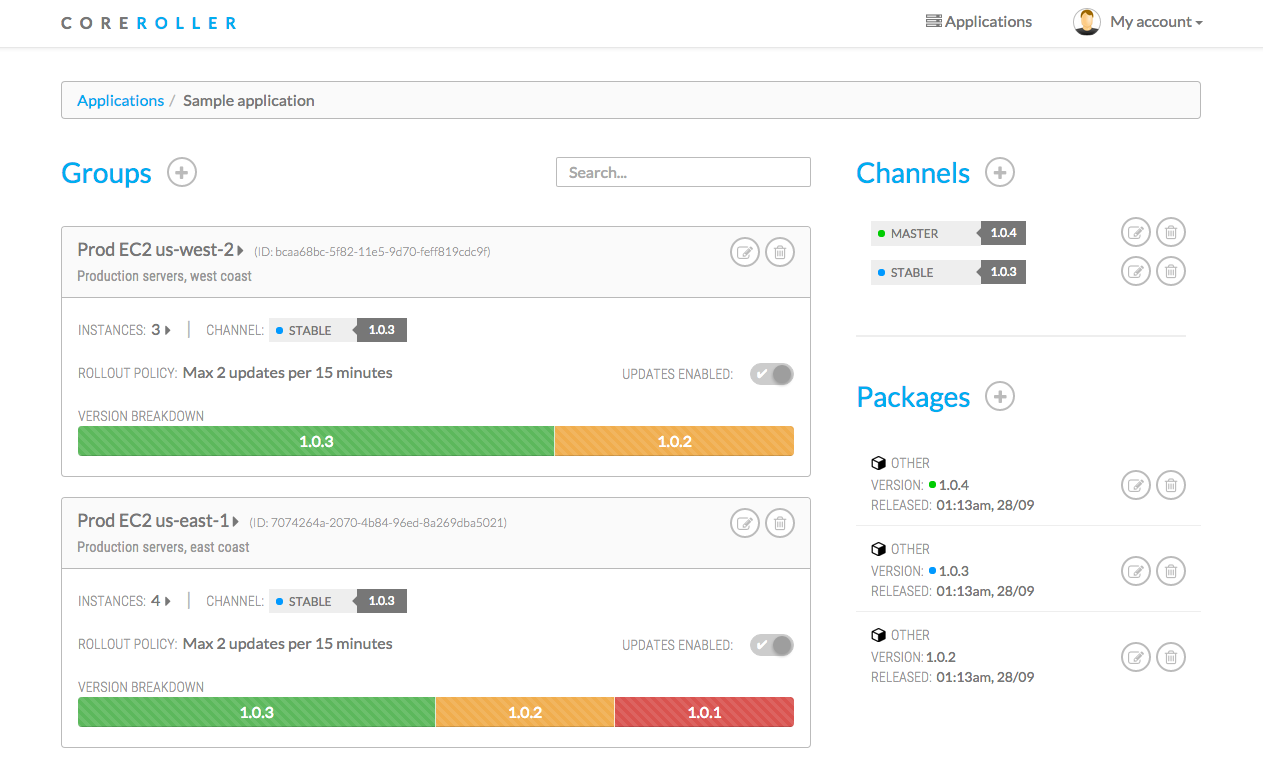 COREROLLER
Applications
My account
Applications / Sample application
Groups
Search...
Prod EC2 us-west-2 (ID: bcaa68bc-5f82-11e5-9d70-feff819cdc9f)
Production servers, west coast
INSTANCES: 3 | CHANNEL: STABLE 1.0.3
ROLLOUT POLICY: Max 2 updates per 15 minutes
UPDATES ENABLED:
VERSION BREAKDOWN
1.0.3 1.0.2
Prod EC2 us-east-1 (ID: 7074264a-2070-4b84-96ed-8a269dba5021)
Production servers, east coast
INSTANCES: 4 | CHANNEL: STABLE 1.0.3
ROLLOUT POLICY: Max 2 updates per 15 minutes
UPDATES ENABLED:
VERSION BREAKDOWN
1.0.3 1.0.2 1.0.1
Channels
MASTER 1.0.4
STABLE 1.0.3
Packages
OTHER
VERSION: 1.0.4
RELEASED: 01:13am, 28/09
OTHER
VERSION: 1.0.3
RELEASED: 01:13am, 28/09
OTHER
VERSION: 1.0.2
RELEASED: 01:13am, 28/09